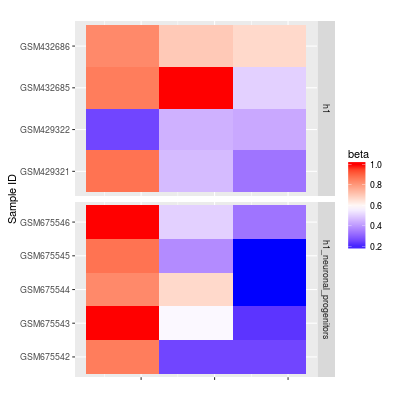 Sample ID
GSM432686
GSM432685
GSM429322
GSM429321
h1
GSM675546
GSM675545
GSM675544
GSM675543
GSM675542
h1_neuronal_progenitors
beta
1.0
0.8
0.6
0.4
0.2